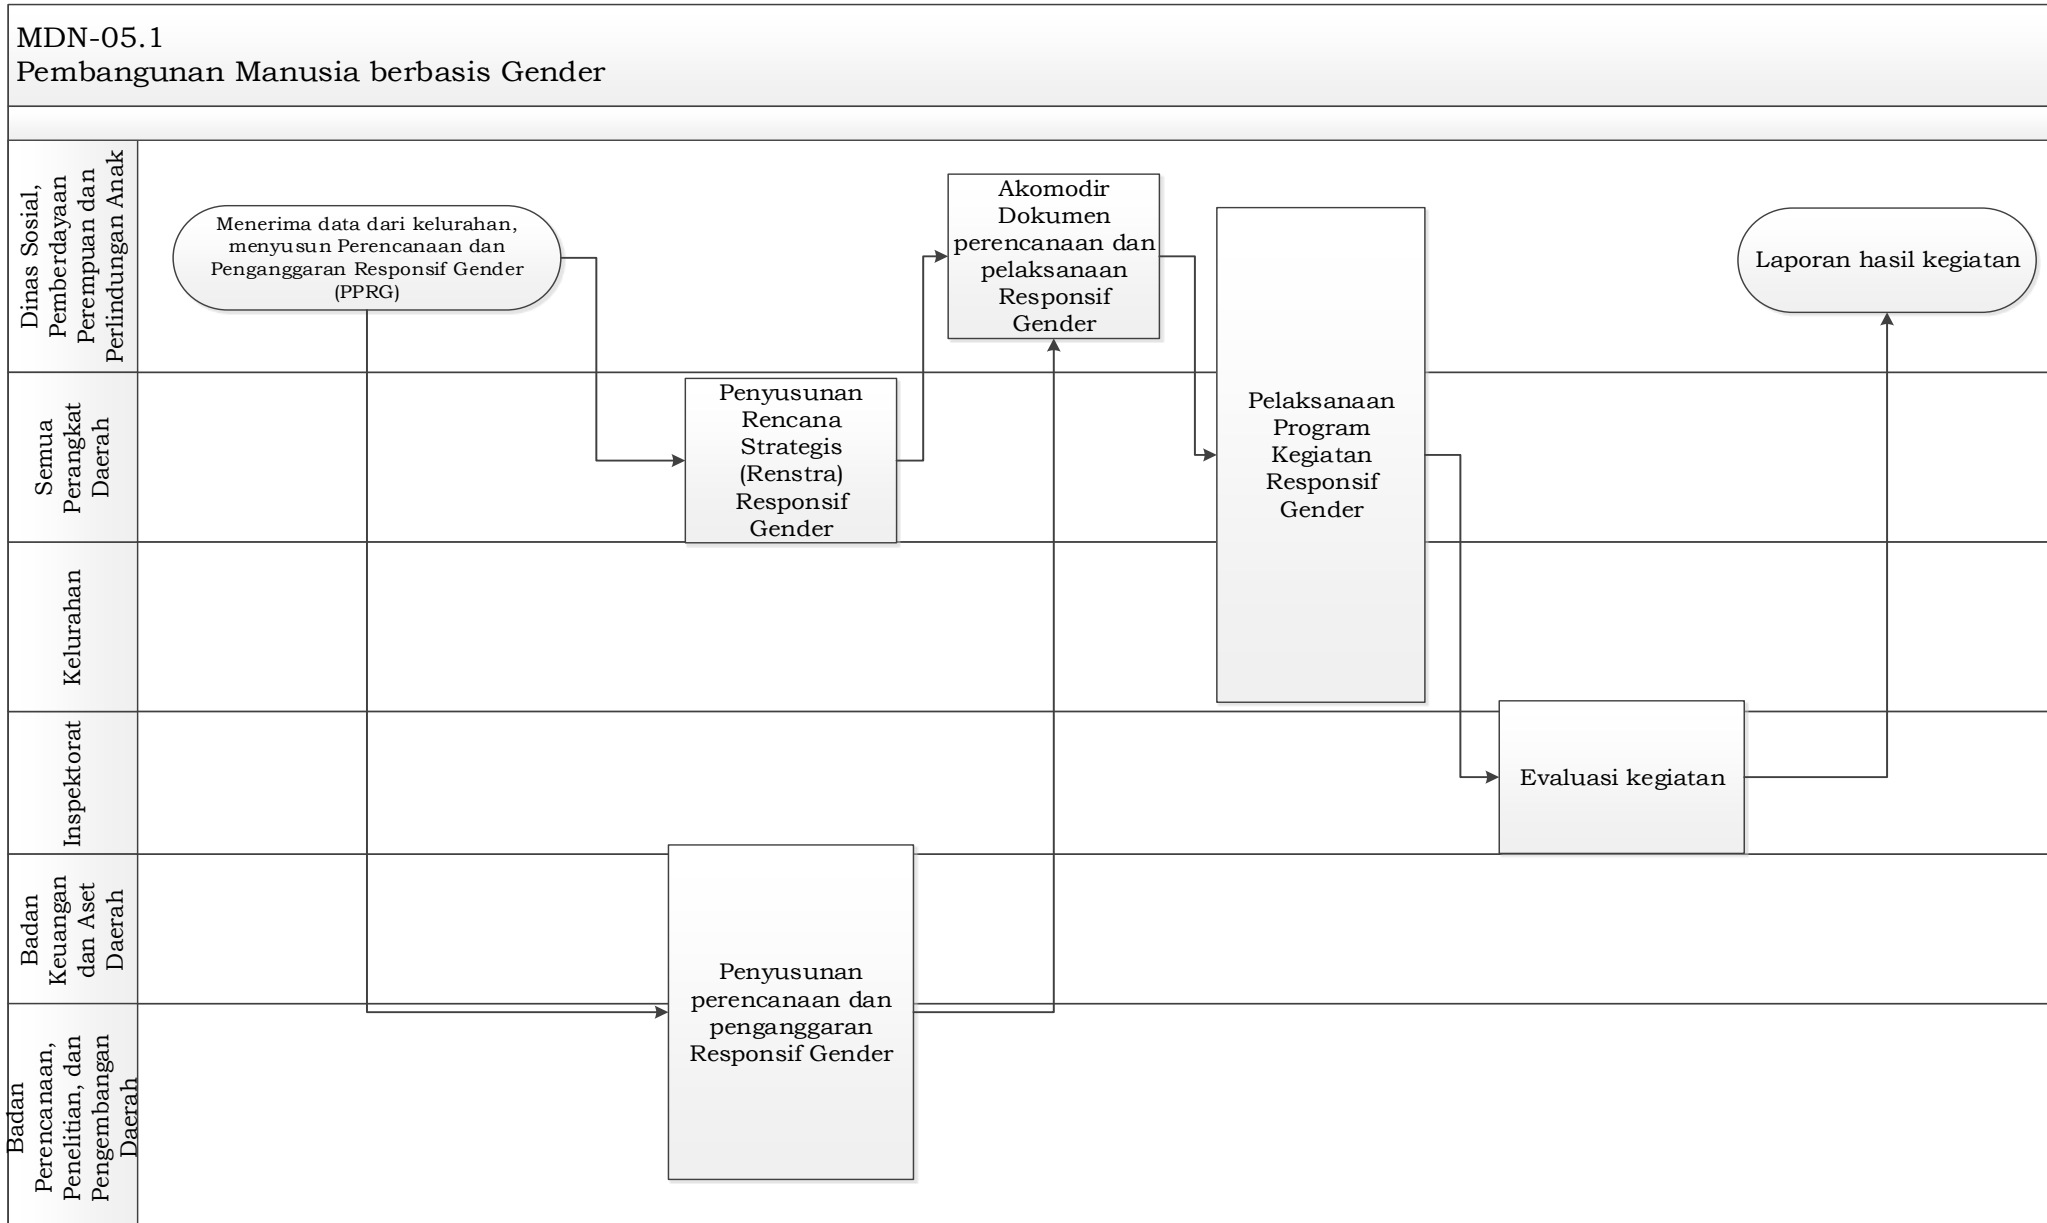 MDN-05.1
Pembangunan Manusia berbasis Gender
Dinas Sosial,
Pemberdayaan
Perempuan dan
Perlindungan Anak
Menerima data dari kelurahan,
menyusun Perencanaan dan
Penganggaran Responsif Gender
(PPRG)
Akomodir
Dokumen
perencanaan dan
pelaksanaan
Responsif
Gender
Laporan hasil kegiatan
Semua
Perangkat
Daerah
Penyusunan
Rencana
Strategis
(Renstra)
Responsif
Gender
Pelaksanaan
Program
Kegiatan
Responsif
Gender
Kelurahan
Inspektorat
Evaluasi kegiatan
Badan
Keuangan
dan Aset
Daerah
Penyusunan
perencanaan dan
penganggaran
Responsif Gender
Badan
Perencanaan,
Penelitian, dan
Pengembangan
Daerah